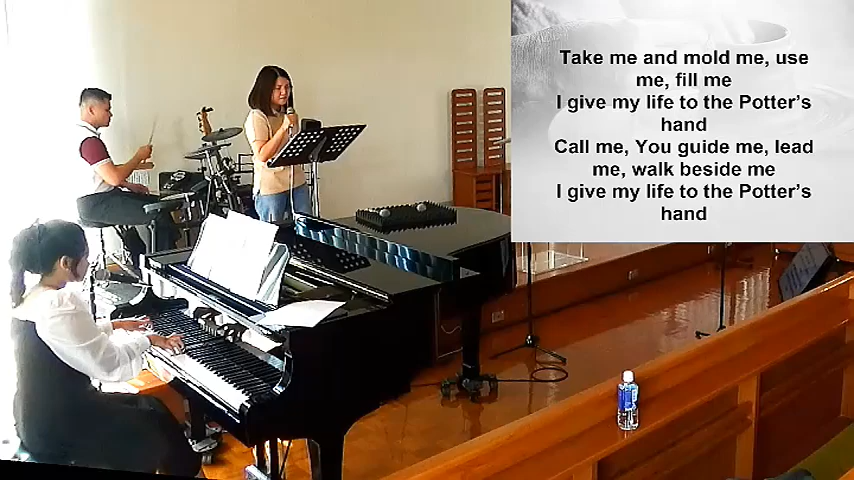 Take me and mold me, use
me, fill me
I give my life to the Potter's
hand
Call me, You guide me, lead
me, walk beside me
I give my life to the Potter's
hand